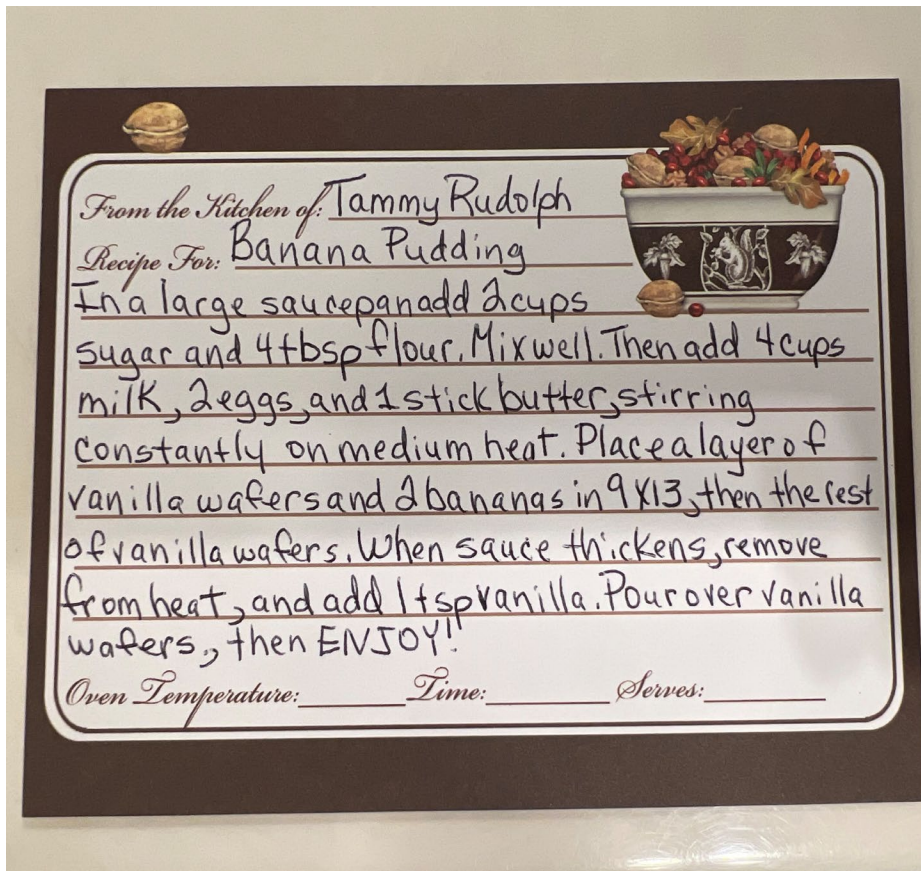 From the Kitchen of: Tammy Rudolph
Recipe For: Banana Pudding
In a large saucepan add 2 cups
sugar and 4 tbsp flour. Mix well. Then add 4 cups
milk, 2 eggs, and 1 stick butter, stirring
constantly on medium heat. Place a layer of
vanilla wafers and 2 bananas in 9X13, then the rest
of vanilla wafers. When sauce thickens, remove
from heat, and add 1 tsp vanilla. Pour over vanilla
wafers., then ENJOY!
Oven Temperature: Time: Serves: